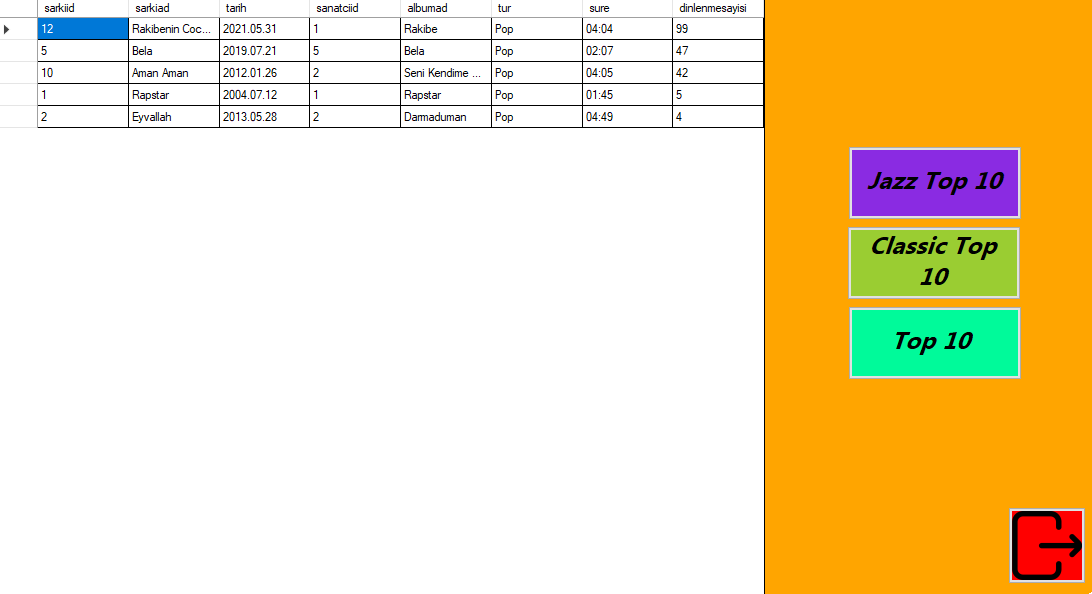 sarkiid sarkiad tarih sanatciid albumad tur sure dinlenmesayisi
12 Rakibenin Coc... 2021.05.31 1 Rakibe Pop 04:04 99
5 Bela 2019.07.21 5 Bela Pop 02:07 47
10 Aman Aman 2012.01.26 2 Seni Kendime ... Pop 04:05 42
1 Rapstar 2004.07.12 1 Rapstar Pop 01:45 5
2 Eyvallah 2013.05.28 2 Darmaduman Pop 04:49 4
Jazz Top 10
Classic Top
10
Top 10